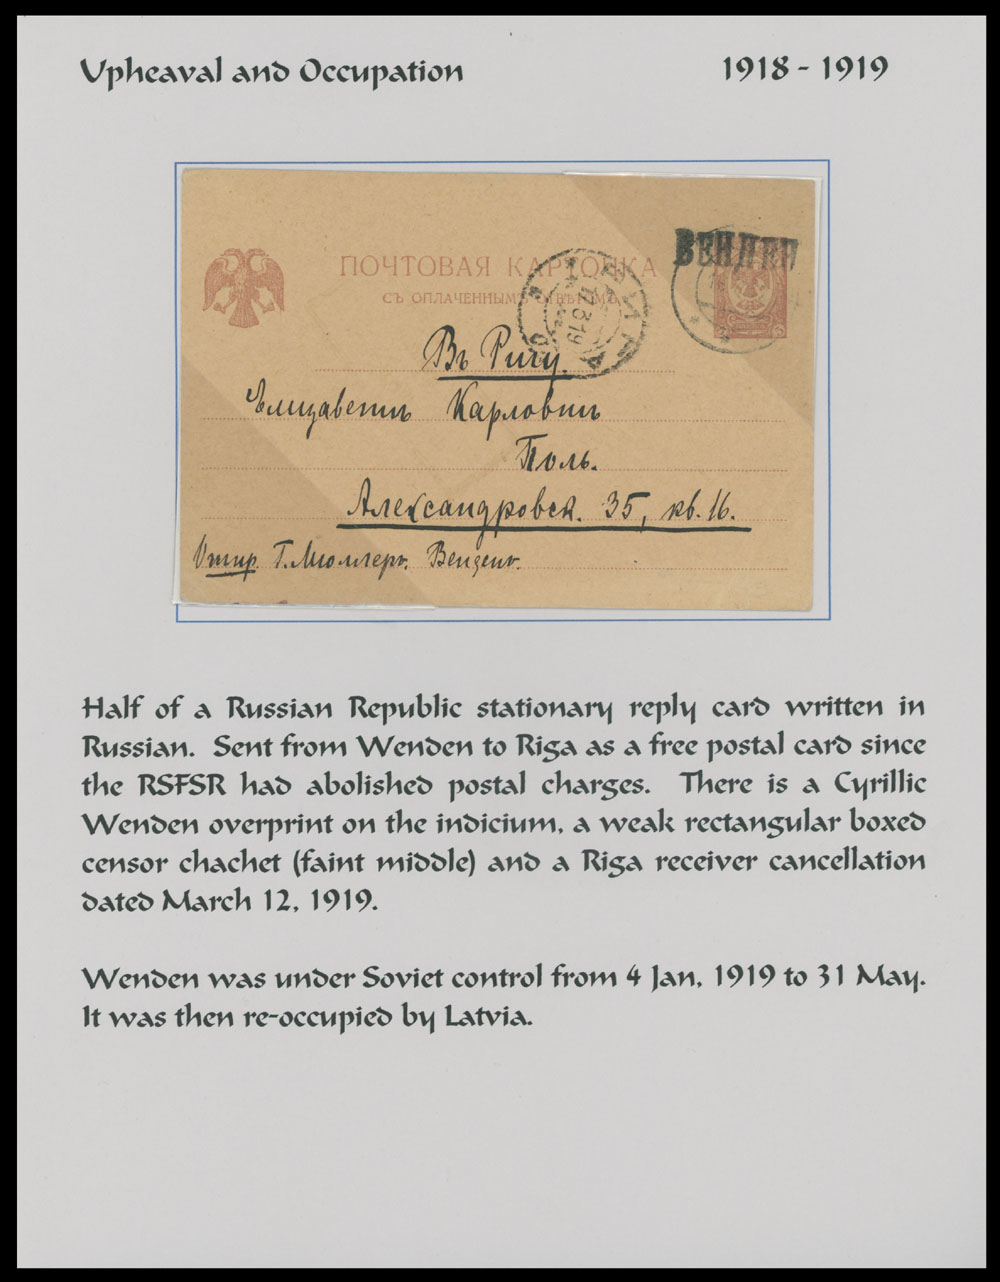 Upheaval and Occupation 1918 - 1919
ВЕНДЕН
ПОЧТОВАЯ КАРТОЧКА
СЪ ОПЛАЧЕННЫМЪ ОТВѢТОМЪ
12 3 19
Въ Ригу.
Елизаветѣ Карловнѣ
Поль.
Александровск. 35, кв. 16.
Отпр. Г. Мюллеръ. Венденъ.
Half of a Russian Republic stationary reply card written in
Russian. Sent from Wenden to Riga as a free postal card since
the RSFSR had abolished postal charges. There is a Cyrillic
Wenden overprint on the indicium, a weak rectangular boxed
censor chachet (faint middle) and a Riga receiver cancellation
dated March 12, 1919.
Wenden was under Soviet control from 4 Jan, 1919 to 31 May.
It was then re-occupied by Latvia.